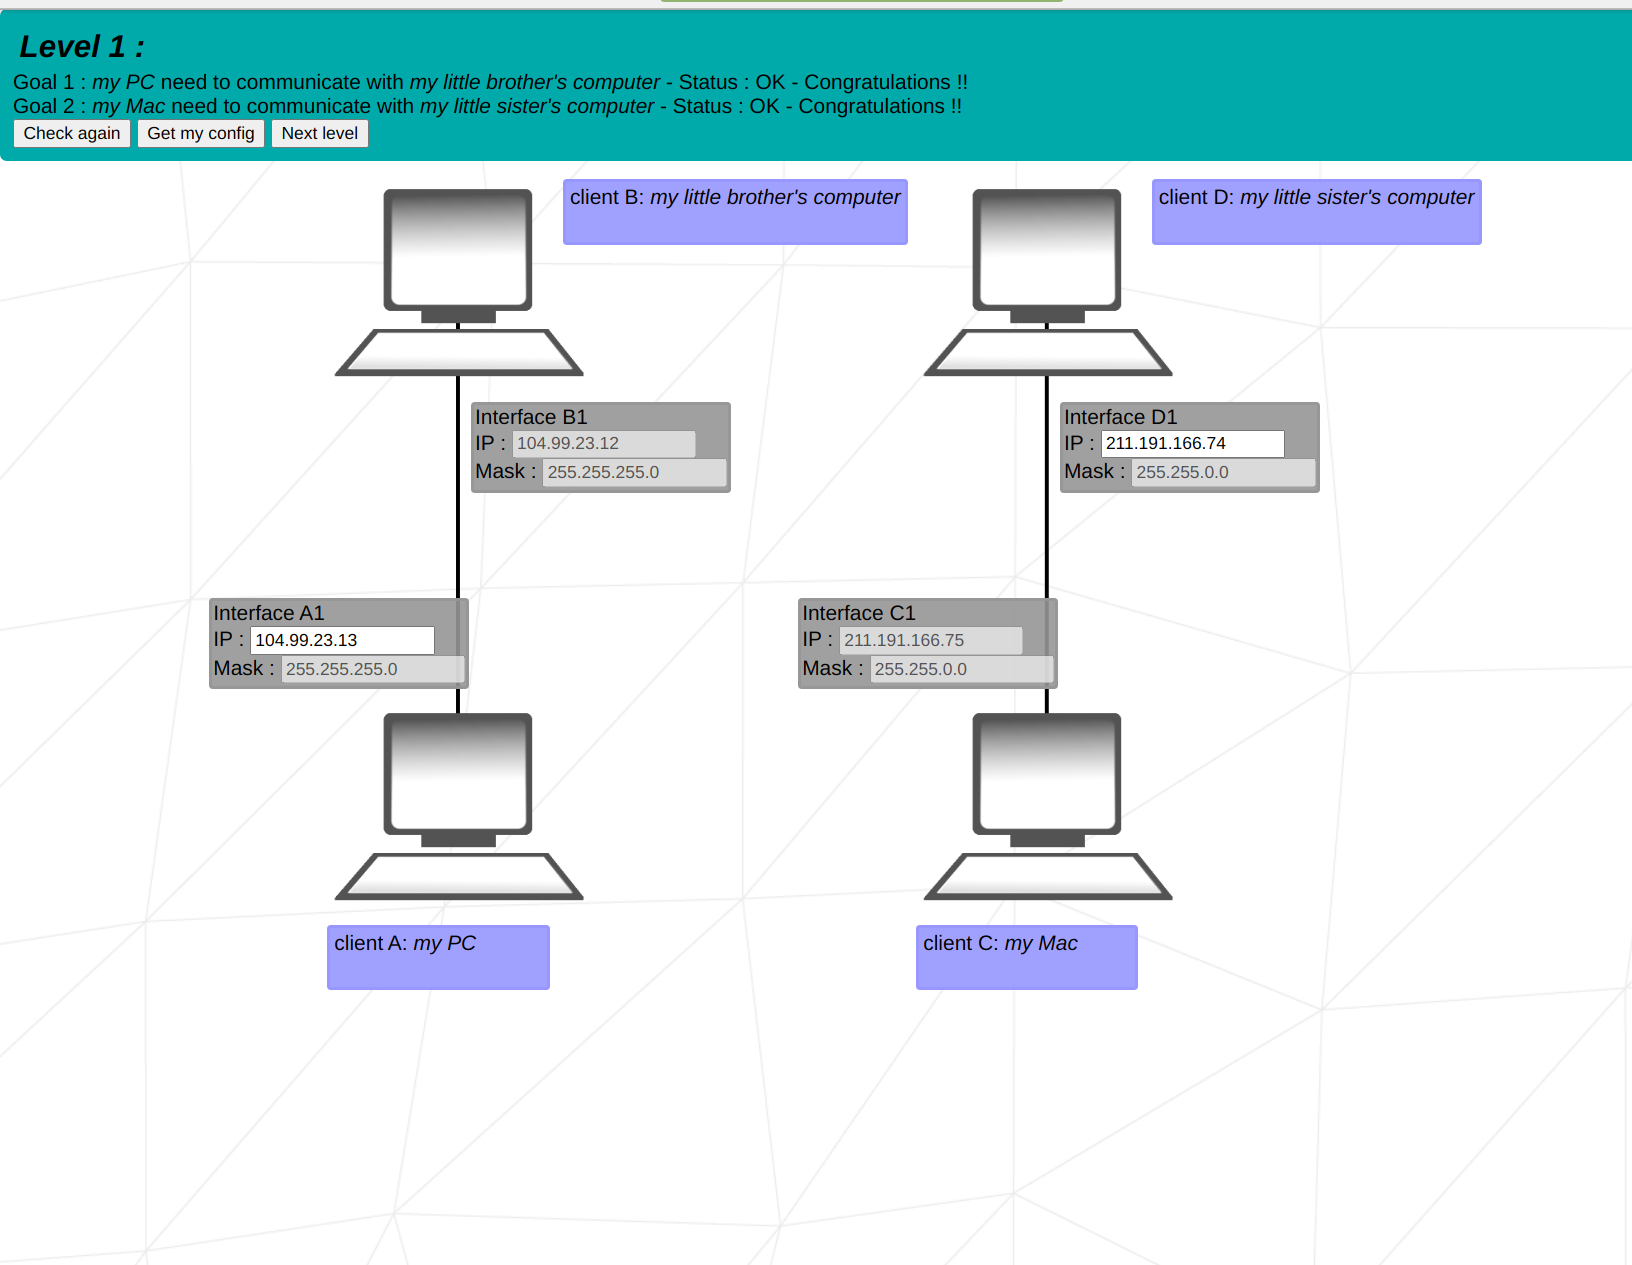 Level 1 :
Goal 1 : my PC need to communicate with my little brother's computer - Status : OK - Congratulations !!
Goal 2 : my Mac need to communicate with my little sister's computer - Status : OK - Congratulations !!
Check again Get my config Next level
client B: my little brother's computer
client D: my little sister's computer
Interface B1
IP : 104.99.23.12
Mask : 255.255.255.0
Interface D1
IP : 211.191.166.74
Mask : 255.255.0.0
Interface A1
IP : 104.99.23.13
Mask : 255.255.255.0
Interface C1
IP : 211.191.166.75
Mask : 255.255.0.0
client A: my PC
client C: my Mac